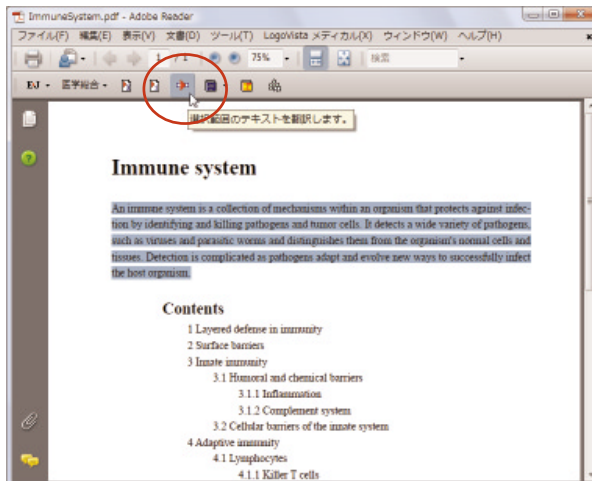 ImmuneSystem.pdf - Adobe Reader
ファイル(F) 編集(E) 表示(V) 文書(D) ツール(T) LogoVista メディカル(X) ウィンドウ(W) ヘルプ(H)
1 / 1 75% 検索
EJ 医学総合
選択範囲のテキストを翻訳します。
Immune system
An immune system is a collection of mechanisms within an organism that protects against infec-
tion by identifying and killing pathogens and tumor cells. It detects a wide variety of pathogens,
such as viruses and parasitic worms and distinguishes them from the organism's normal cells and
tissues. Detection is complicated as pathogens adapt and evolve new ways to successfully infect
the host organism.
Contents
1 Layered defense in immunity
2 Surface barriers
3 Innate immunity
3.1 Humoral and chemical barriers
3.1.1 Inflammation
3.1.2 Complement system
3.2 Cellular barriers of the innate system
4 Adaptive immunity
4.1 Lymphocytes
4.1.1 Killer T cells